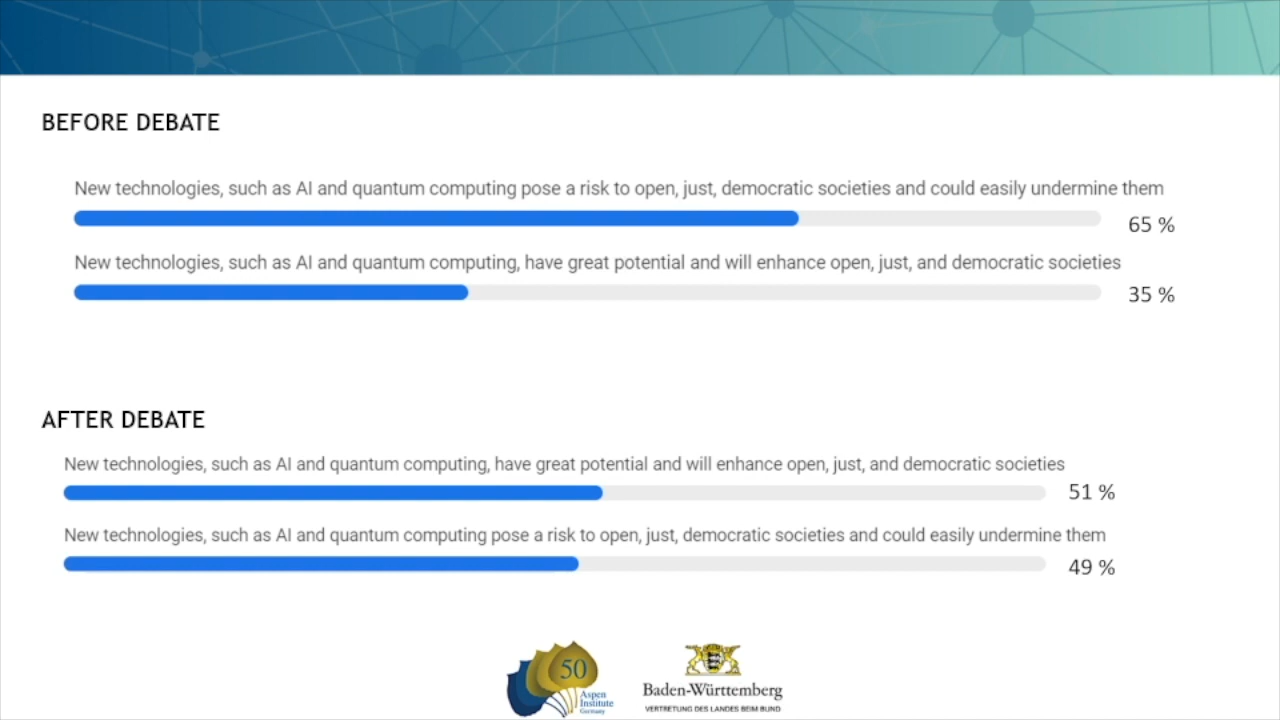 BEFORE DEBATE
New technologies, such as AI and quantum computing pose a risk to open, just, democratic societies and could easily undermine them
65 %
New technologies, such as AI and quantum computing, have great potential and will enhance open, just, and democratic societies
35 %
AFTER DEBATE
New technologies, such as AI and quantum computing, have great potential and will enhance open, just, and democratic societies
51 %
New technologies, such as AI and quantum computing pose a risk to open, just, democratic societies and could easily undermine them
49 %
50
Aspen
Institute
Germany
Baden-Württemberg
VERTRETUNG DES LANDES BEIM BUND